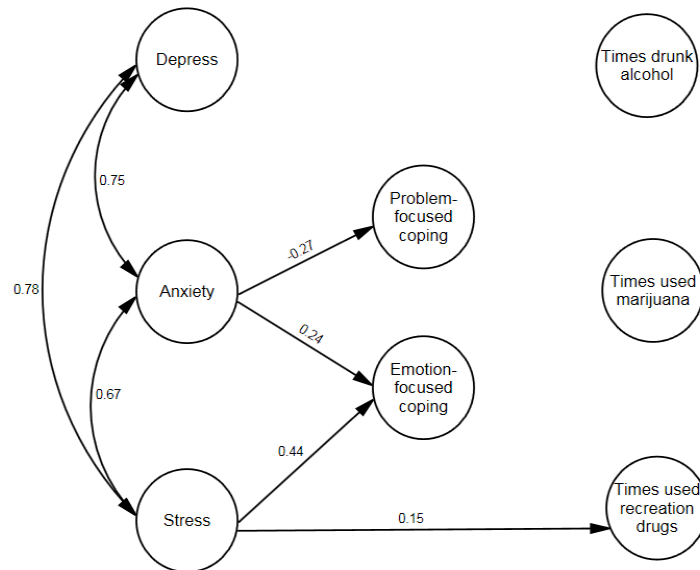 Depress
Times drunk
alcohol
0.75
Problem-
focused
coping
-0.27
0.78
Anxiety
Times used
marijuana
0.24
0.67
Emotion-
focused
coping
0.44
Stress
0.15
Times used
recreation
drugs